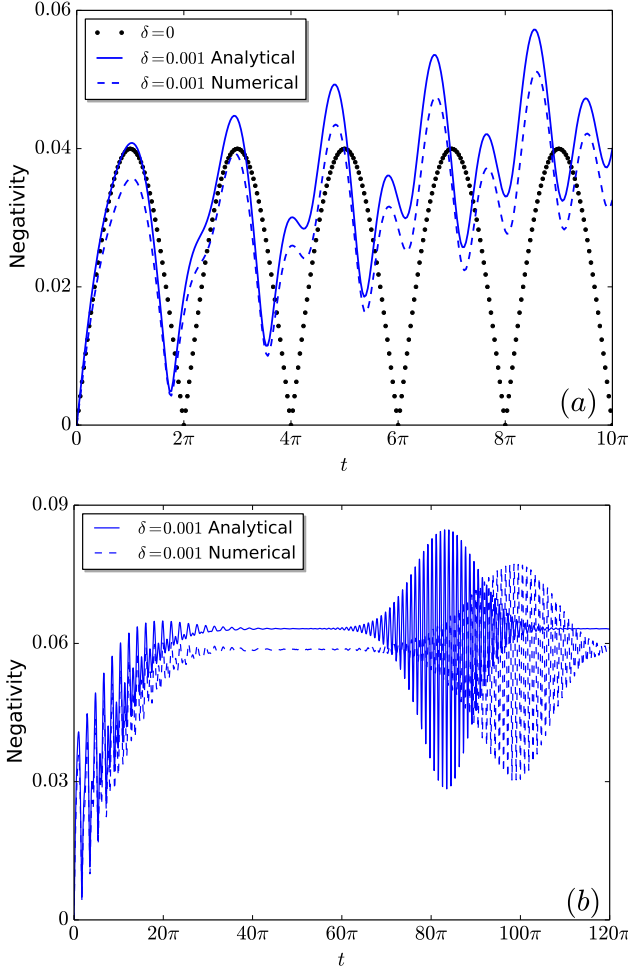 0.06
δ=0
δ=0.001 Analytical
δ=0.001 Numerical
0.04
Negativity
0.02
(a)
0
0 2π 4π 6π 8π 10π
t
0.09
δ=0.001 Analytical
δ=0.001 Numerical
0.06
Negativity
0.03
(b)
0
0 20π 40π 60π 80π 100π 120π
t